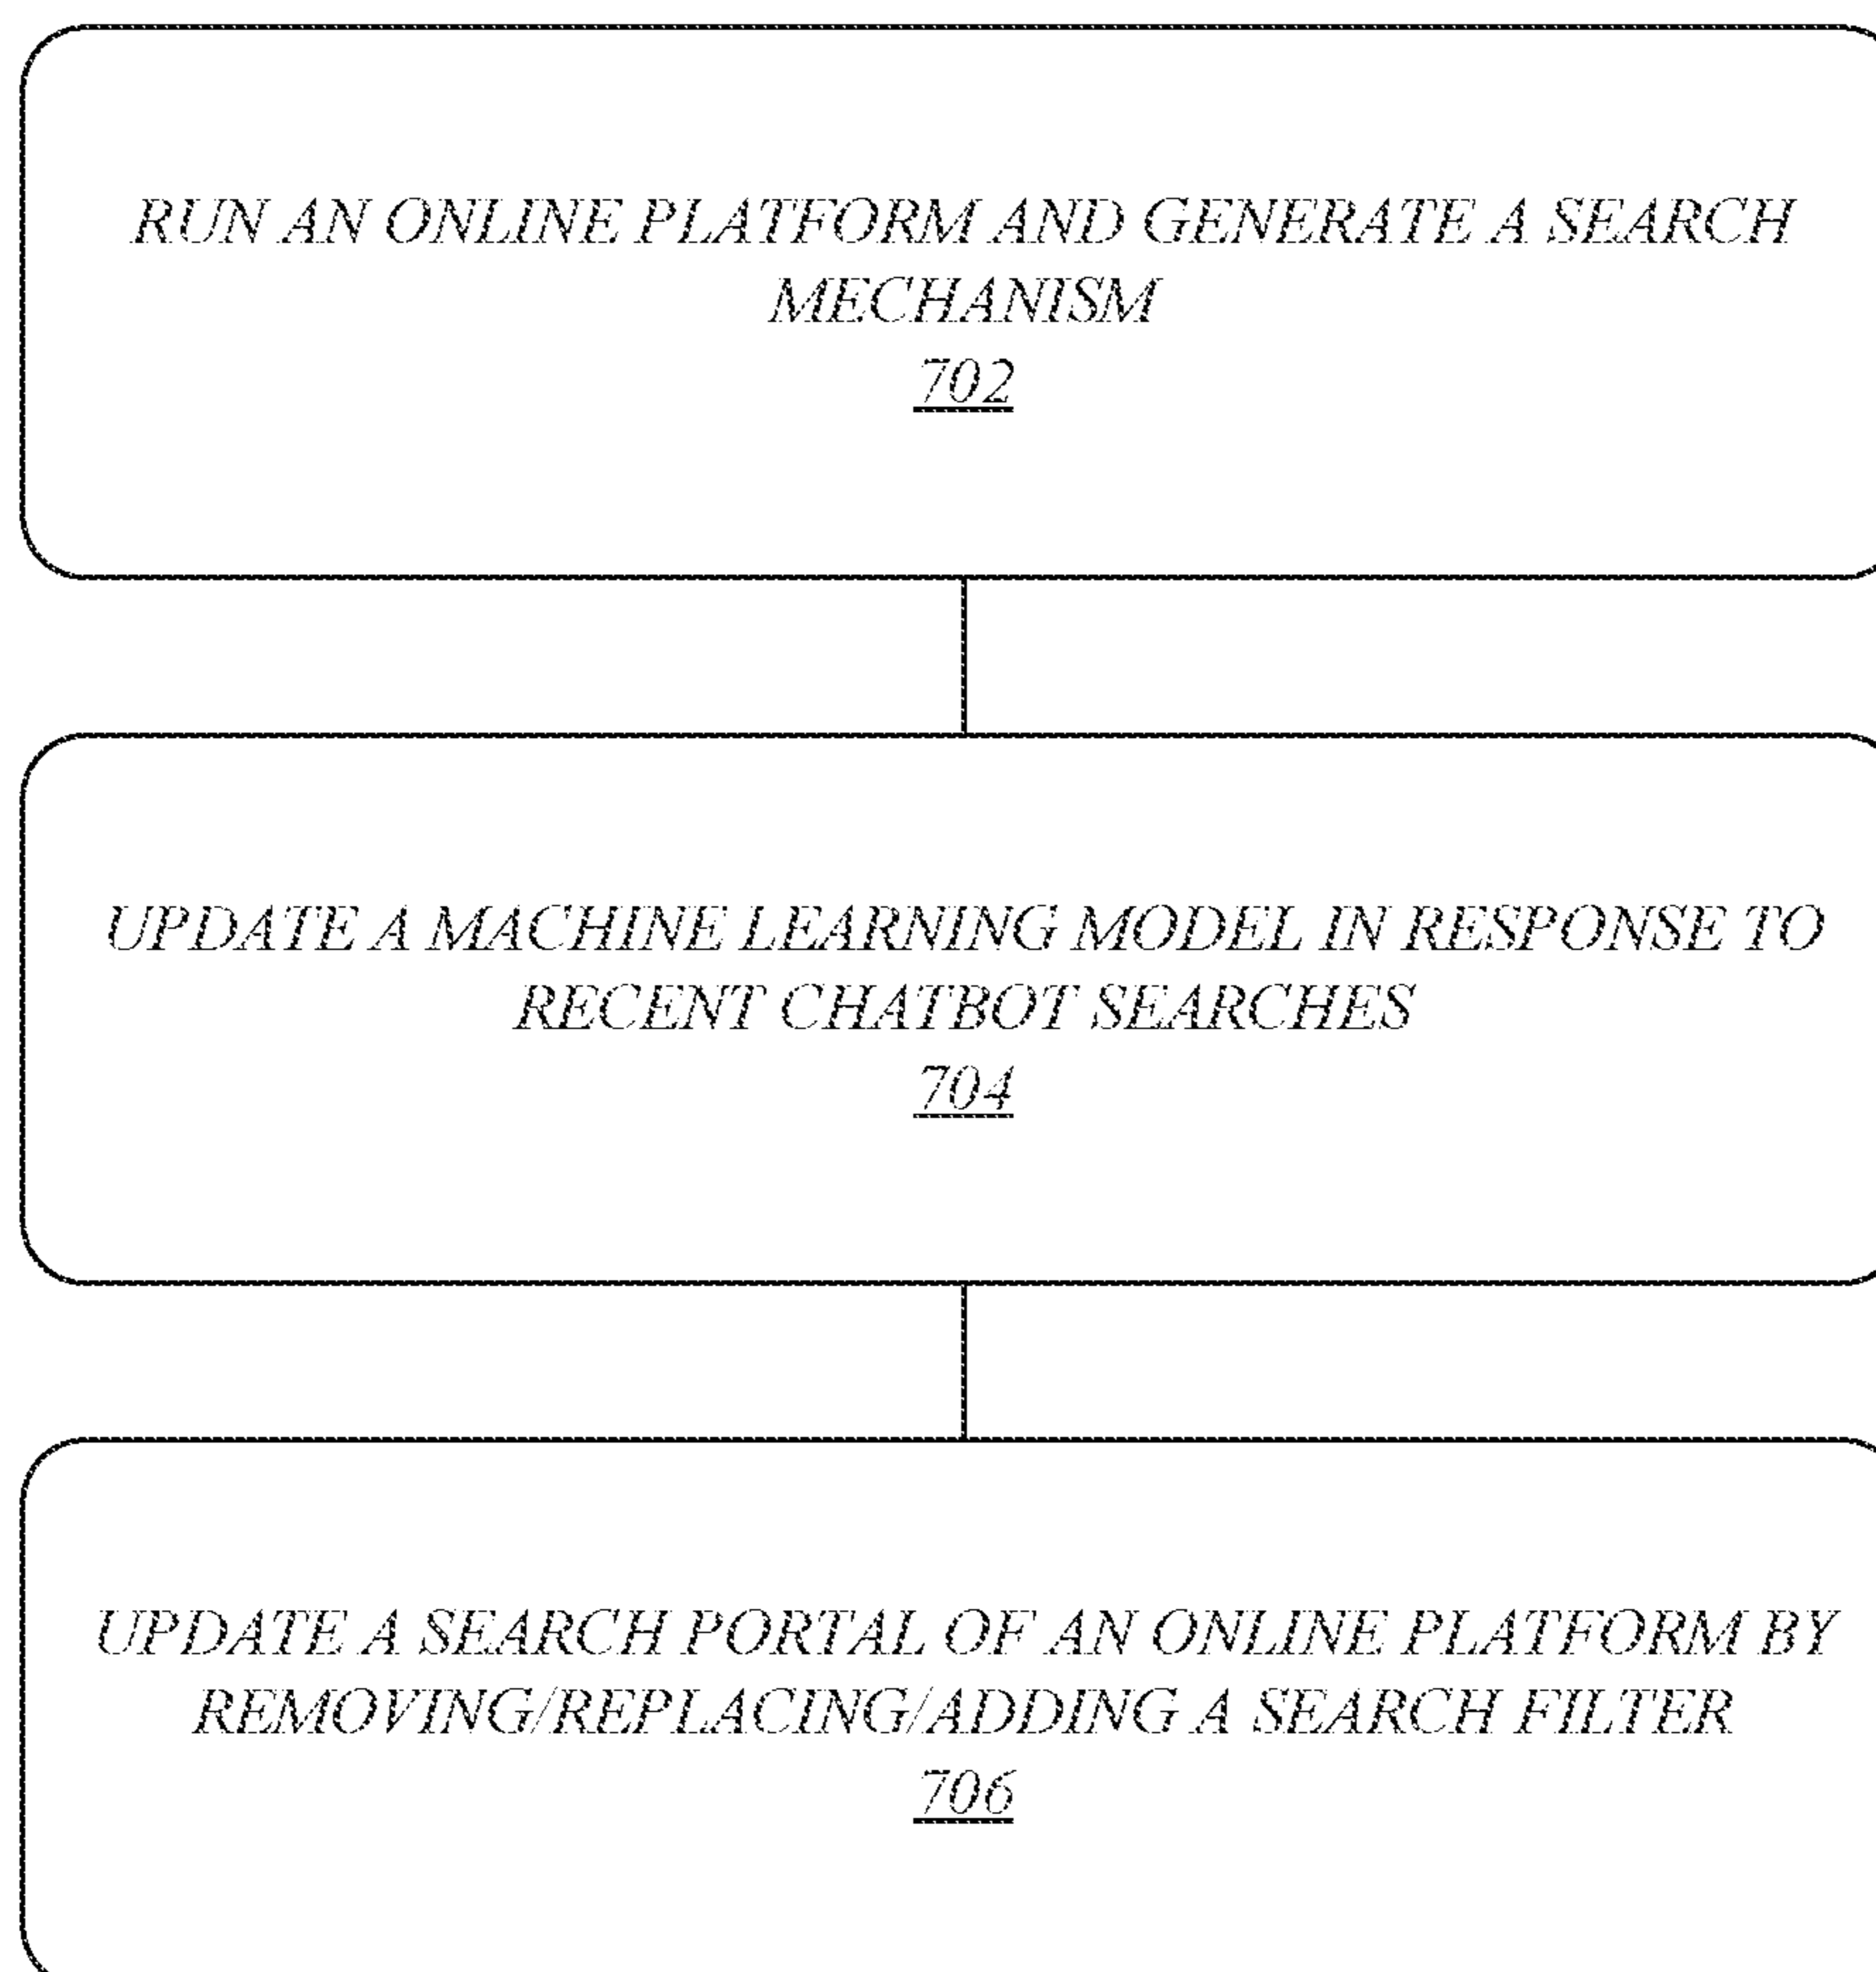 RUN AN ONLINE PLATFORM AND GENERATE A SEARCH
MECHANISM
702
UPDATE A MACHINE LEARNING MODEL IN RESPONSE TO
RECENT CHATBOT SEARCHES
704
UPDATE A SEARCH PORTAL OF AN ONLINE PLATFORM BY
REMOVING/REPLACING/ADDING A SEARCH FILTER
706